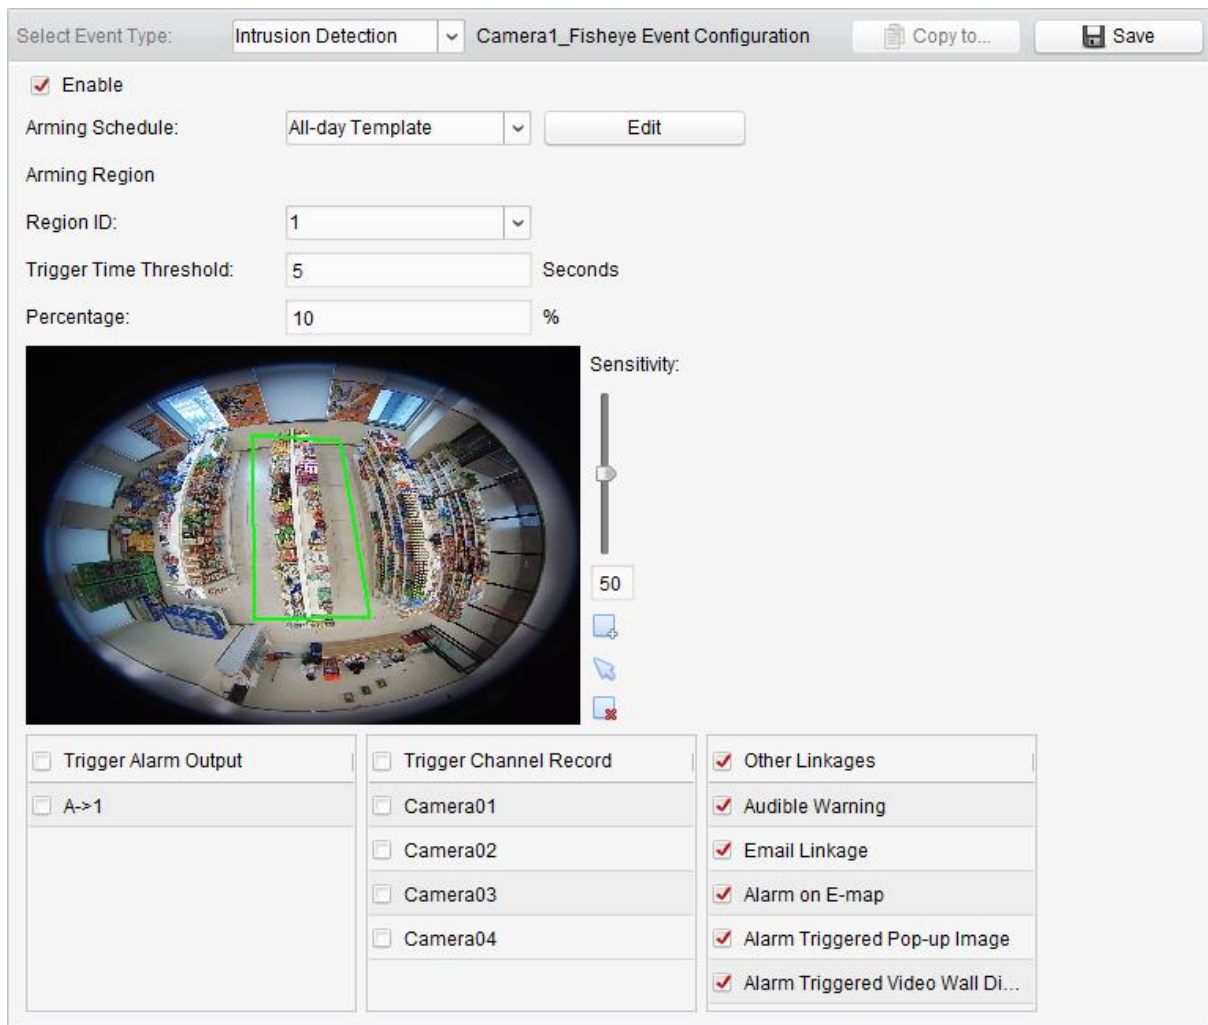 Select Event Type: Intrusion Detection Camera1_Fisheye Event Configuration Copy to... Save
Enable
Arming Schedule: All-day Template Edit
Arming Region
Region ID: 1
Trigger Time Threshold: 5 Seconds
Percentage: 10 %
Sensitivity:
50
Trigger Alarm Output
A->1
Trigger Channel Record
Camera01
Camera02
Camera03
Camera04
Other Linkages
Audible Warning
Email Linkage
Alarm on E-map
Alarm Triggered Pop-up Image
Alarm Triggered Video Wall Di...